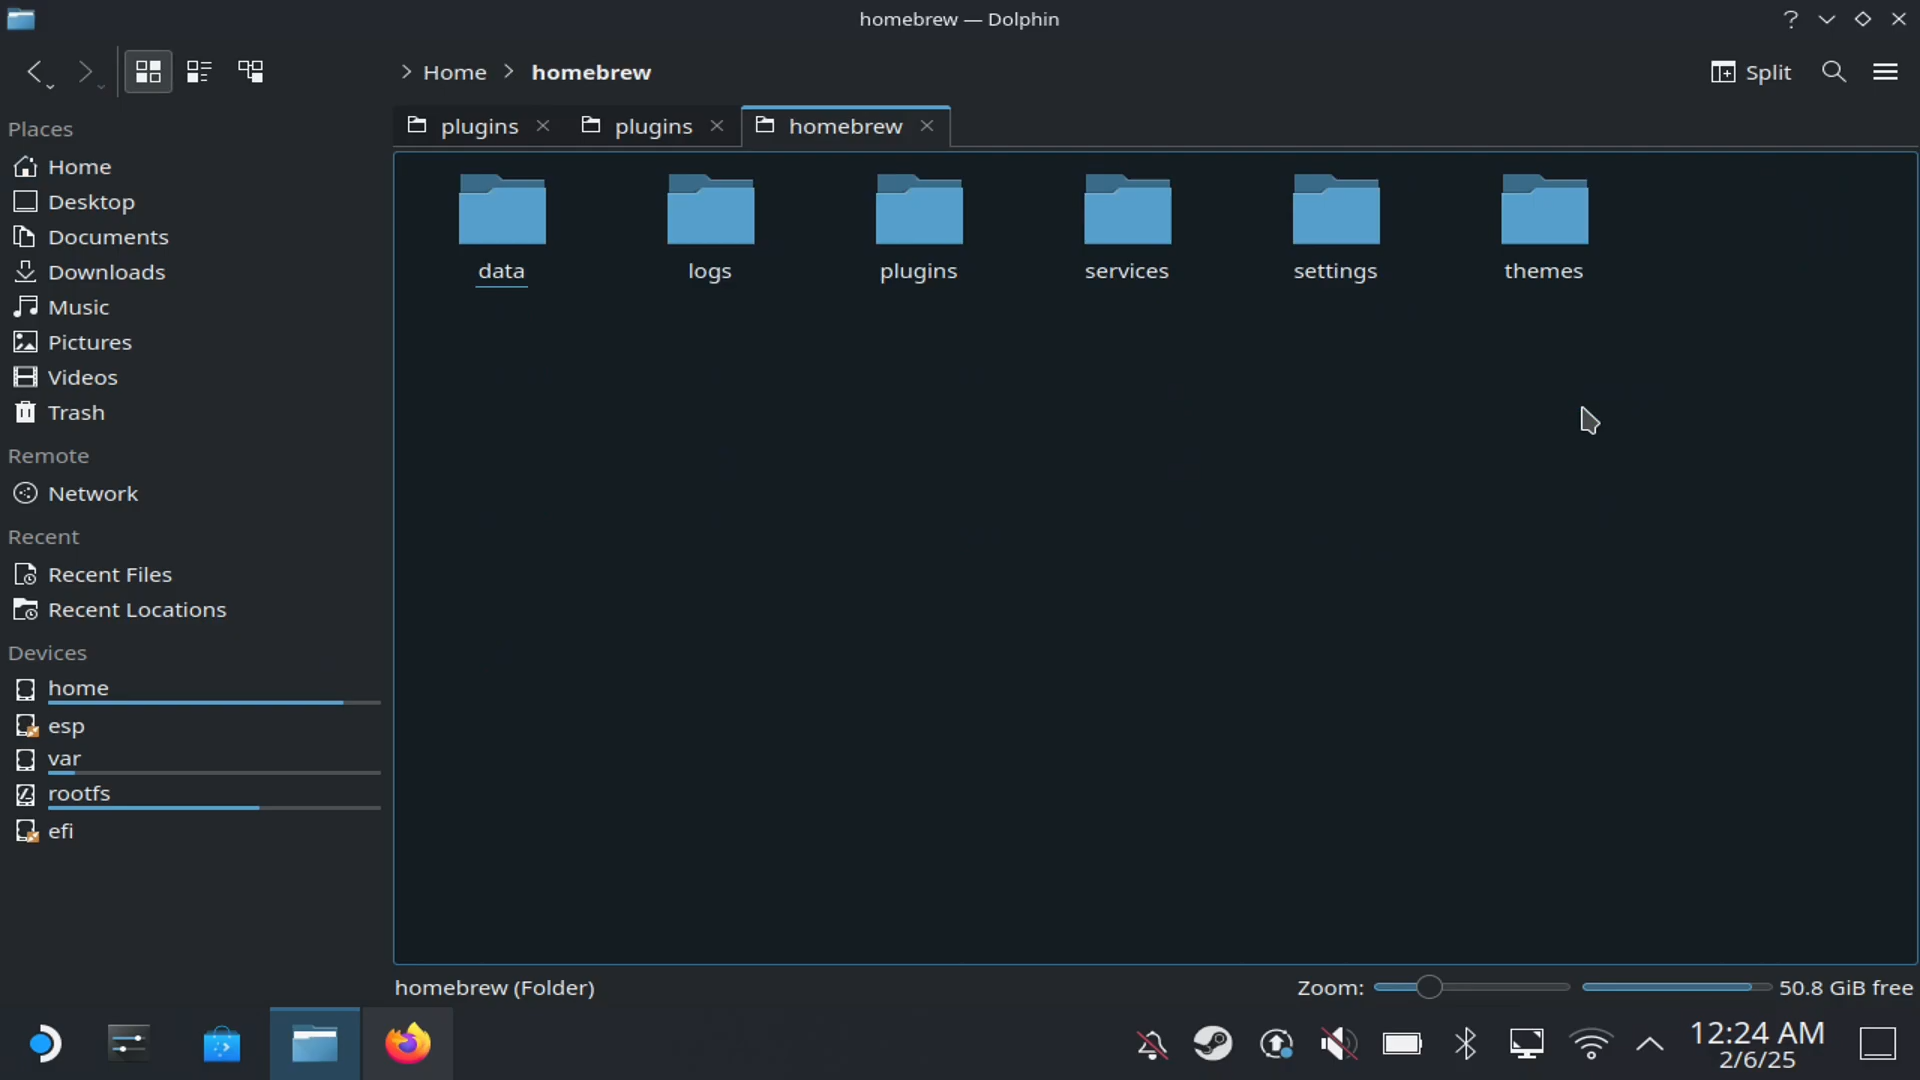 homebrew — Dolphin
Home
homebrew
Split
plugins
plugins
homebrew
Places
Home
Desktop
Documents
Downloads
Music
Pictures
Videos
Trash
Remote
Network
Recent
Recent Files
Recent Locations
Devices
home
esp
var
rootfs
efi
data
logs
plugins
services
settings
themes
homebrew (Folder)
Zoom:
50.8 GiB free
12:24 AM
2/6/25